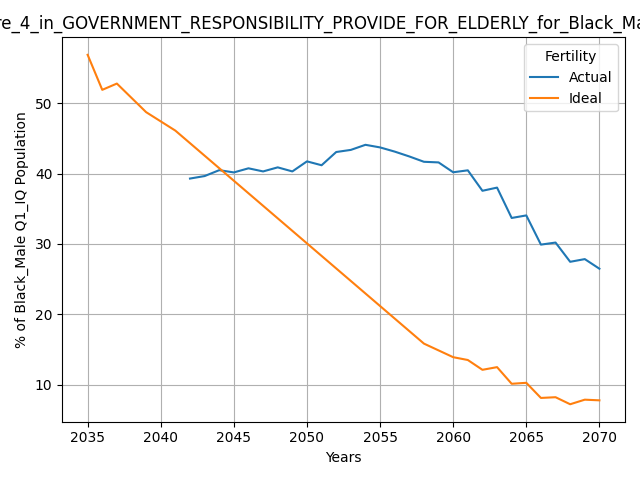 re_4_in_GOVERNMENT_RESPONSIBILITY_PROVIDE_FOR_ELDERLY_for_Black_Ma
Fertility
Actual
Ideal
% of Black_Male Q1_IQ Population
50
40
30
20
10
2035 2040 2045 2050 2055 2060 2065 2070
Years